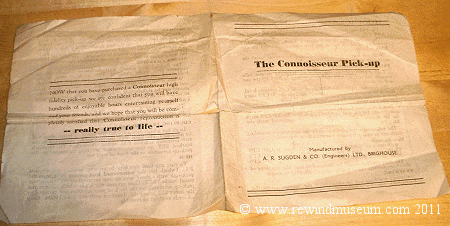 NOW that you have purchased a Connoisseur high
fidelity pick-up we are confident that you will have
hundreds of enjoyable hours entertaining yourself
and your friends, and we hope that you will be com-
pletely satisfied that Connoisseur reproduction is
-- really true to life --
The Connoisseur Pick-up
Manufactured by
A. R. SUGDEN & CO. (Engineers) LTD., BRIGHOUSE.
© www.rewindmuseum.com 2011